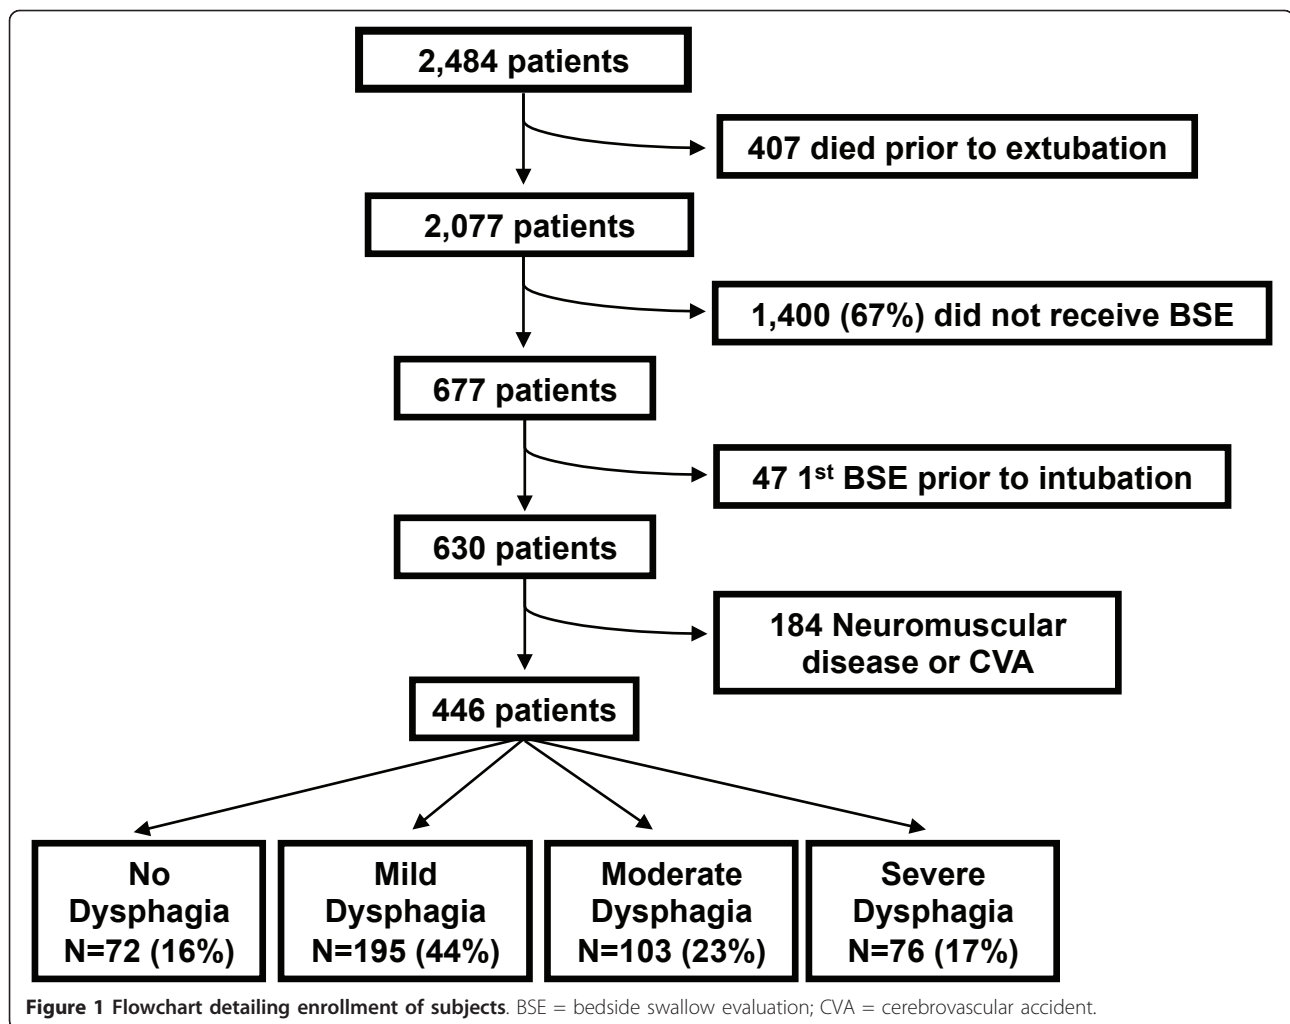 2,484 patients
407 died prior to extubation
2,077 patients
1,400 (67%) did not receive BSE
677 patients
47 1st BSE prior to intubation
630 patients
184 Neuromuscular
disease or CVA
446 patients
No
Dysphagia
N=72 (16%)
Mild
Dysphagia
N=195 (44%)
Moderate
Dysphagia
N=103 (23%)
Severe
Dysphagia
N=76 (17%)
Figure 1 Flowchart detailing enrollment of subjects. BSE = bedside swallow evaluation; CVA = cerebrovascular accident.